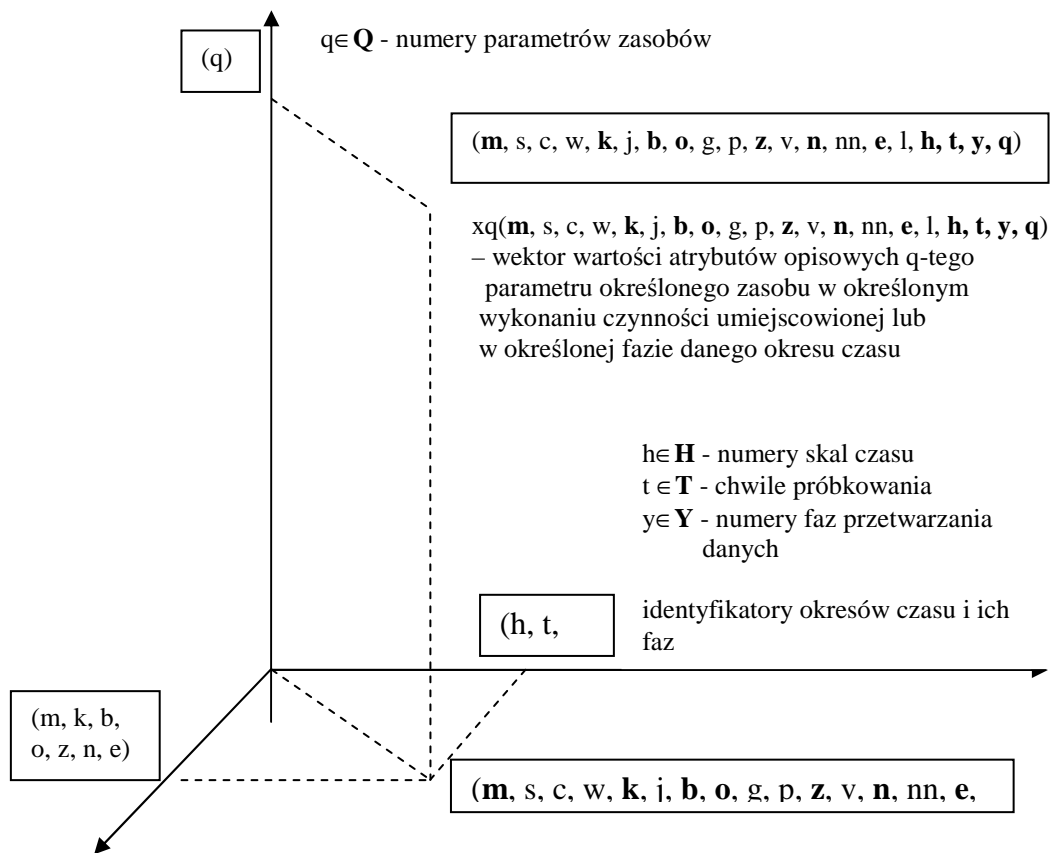 q∈Q - numery parametrów zasobów
(q)
(m, s, c, w, k, j, b, o, g, p, z, v, n, nn, e, l, h, t, y, q)
xq(m, s, c, w, k, j, b, o, g, p, z, v, n, nn, e, l, h, t, y, q)
– wektor wartości atrybutów opisowych q-tego
parametru określonego zasobu w określonym
wykonaniu czynności umiejscowionej lub
w określonej fazie danego okresu czasu
h∈H - numery skal czasu
t∈T - chwile próbkowania
y∈Y - numery faz przetwarzania
danych
(h, t,
identyfikatory okresów czasu i ich
faz
(m, k, b,
o, z, n, e)
(m, s, c, w, k, j, b, o, g, p, z, v, n, nn, e,